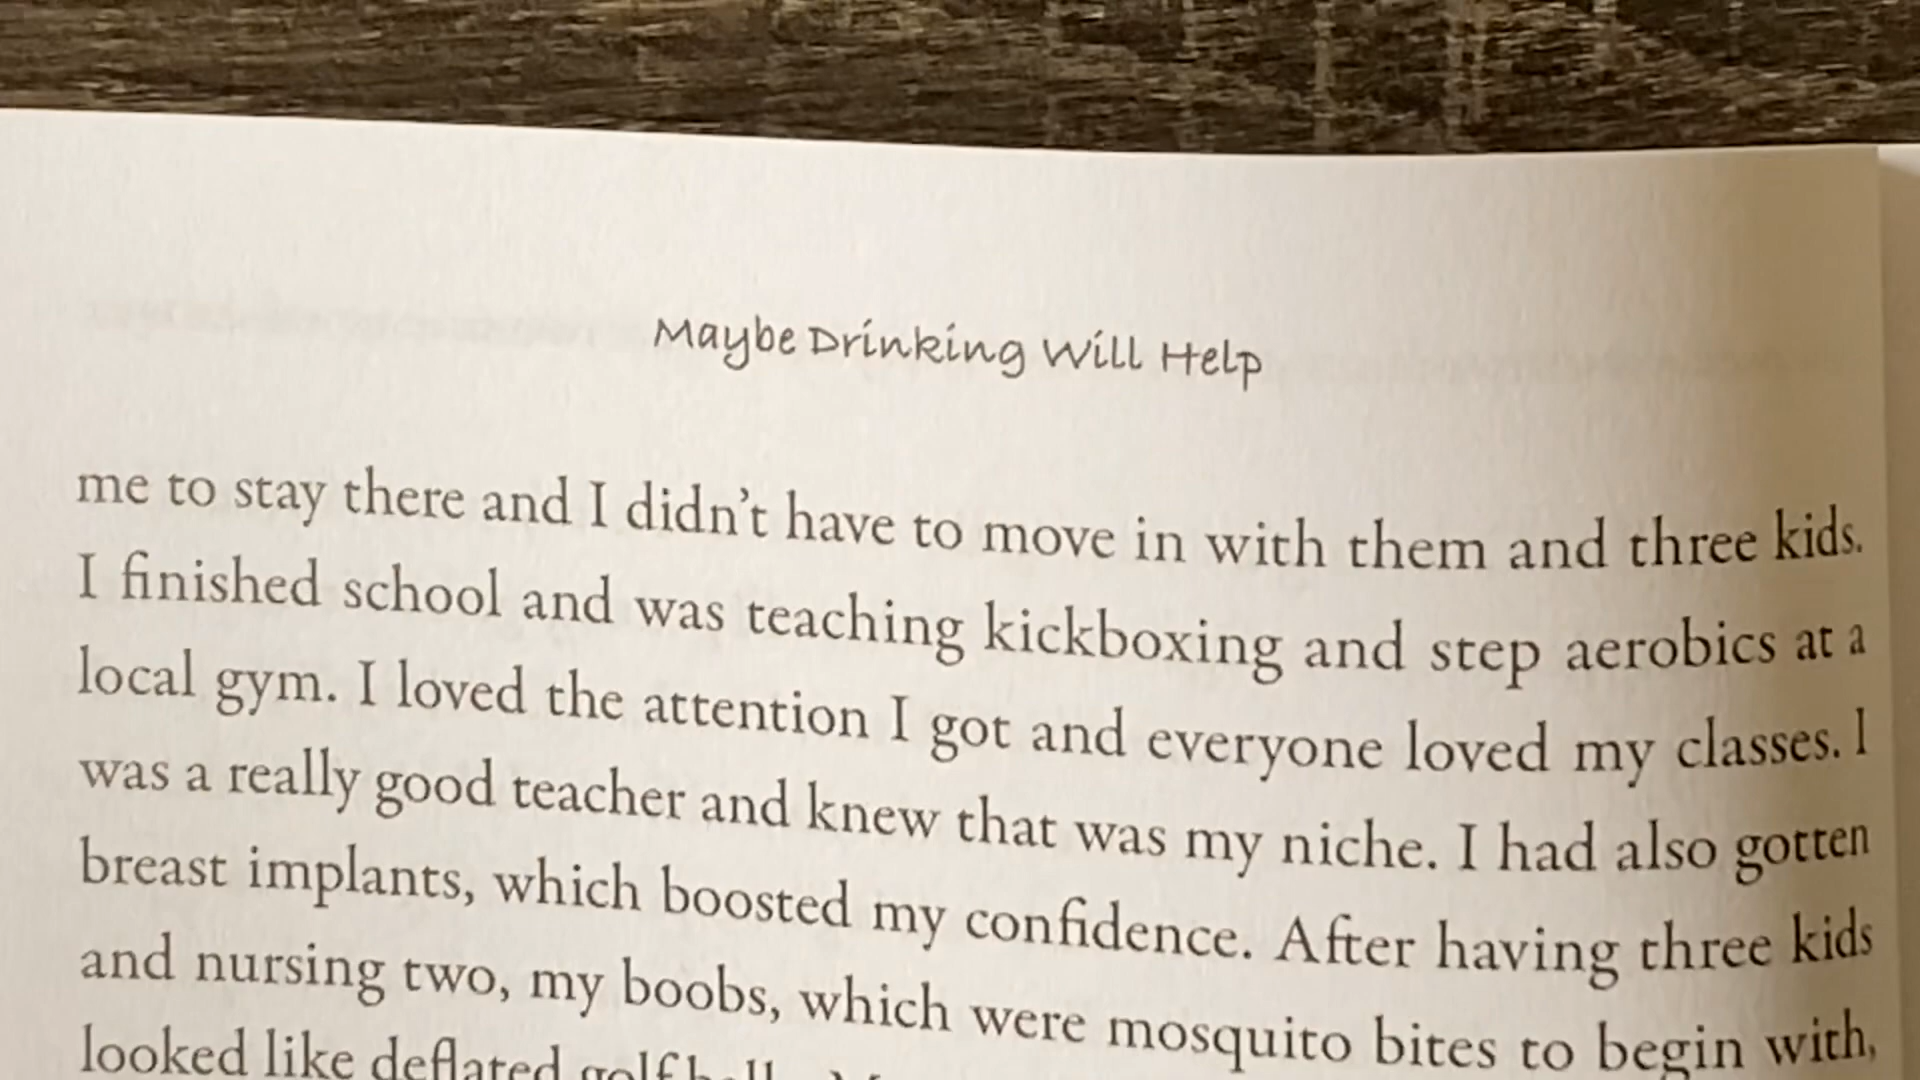 Maybe Drinking Will Help
me to stay there and I didn't have to move in with them and three kids.
I finished school and was teaching kickboxing and step aerobics at a
local gym. I loved the attention I got and everyone loved my classes. I
was a really good teacher and knew that was my niche. I had also gotten
breast implants, which boosted my confidence. After having three kids
and nursing two, my boobs, which were mosquito bites to begin with,
looked like deflated golf